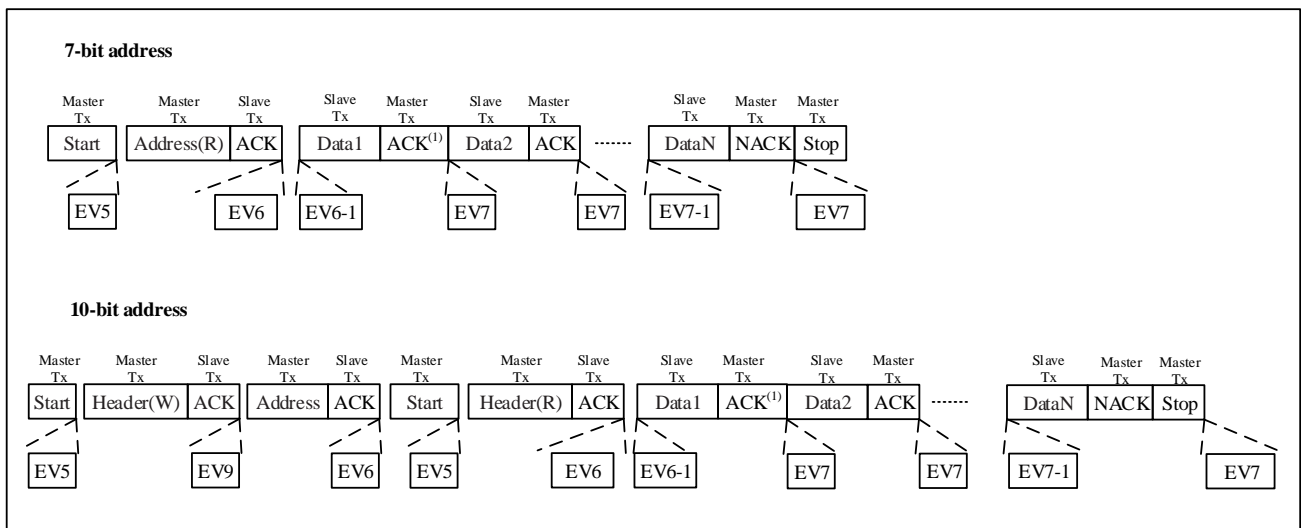 7-bit address
Master Tx Master Tx Slave Tx Slave Tx Master Tx Slave Tx Master Tx Slave Tx Master Tx Master Tx
Start Address(R) ACK Data1 ACK(1) Data2 ACK ........ DataN NACK Stop
EV5 EV6 EV6-1 EV7 EV7 EV7-1 EV7
10-bit address
Master Tx Master Tx Slave Tx Master Tx Slave Tx Master Tx Master Tx Slave Tx Slave Tx Master Tx Slave Tx Master Tx Slave Tx Master Tx Master Tx
Start Header(W) ACK Address ACK Start Header(R) ACK Data1 ACK(1) Data2 ACK ........ DataN NACK Stop
EV5 EV9 EV6 EV5 EV6 EV6-1 EV7 EV7 EV7-1 EV7